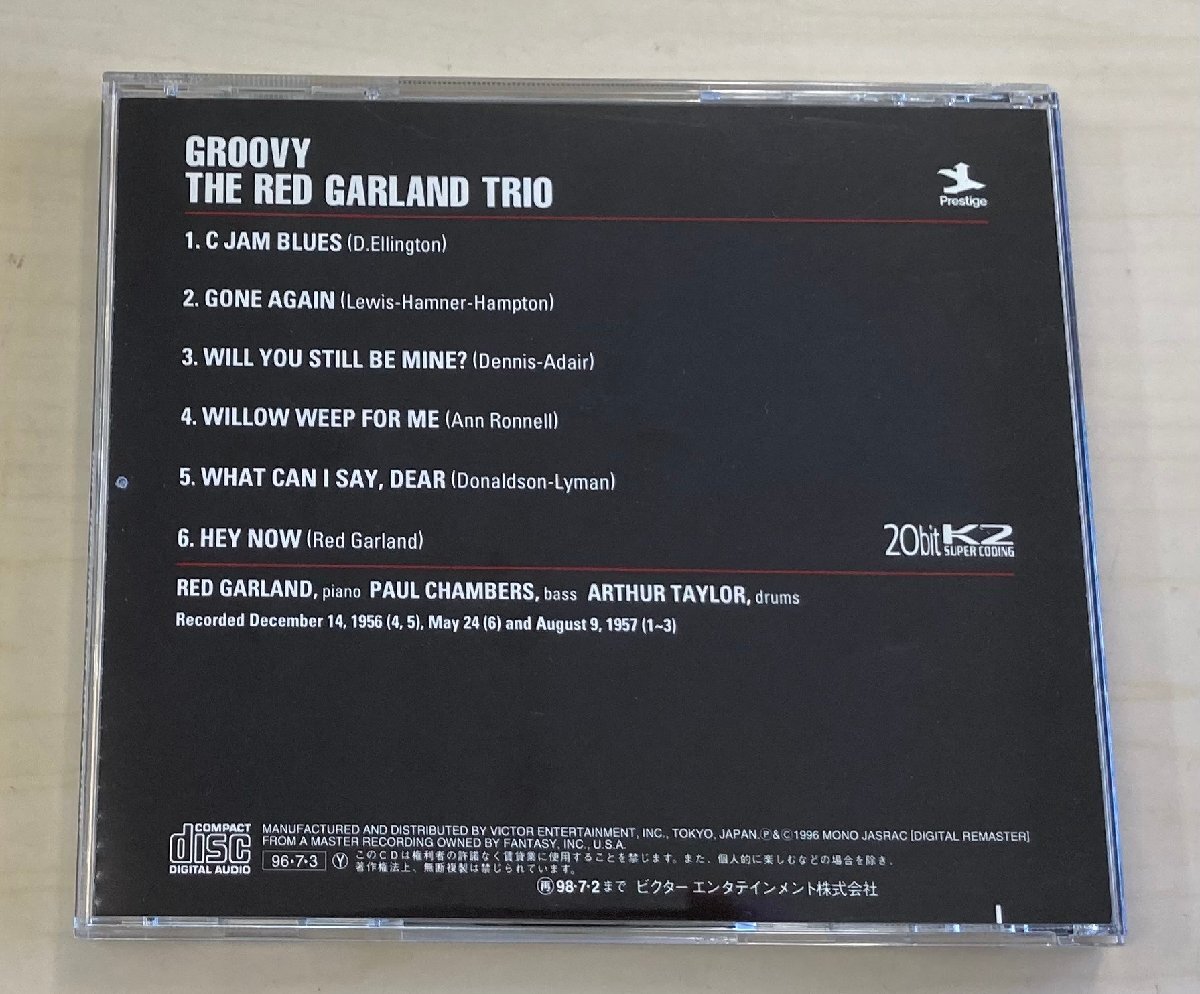 GROOVY
THE RED GARLAND TRIO
Prestige
1. C JAM BLUES (D.Ellington)
2. GONE AGAIN (Lewis-Hamner-Hampton)
3. WILL YOU STILL BE MINE? (Dennis-Adair)
4. WILLOW WEEP FOR ME (Ann Ronnell)
5. WHAT CAN I SAY, DEAR (Donaldson-Lyman)
6. HEY NOW (Red Garland)
20bit K2 SUPER CODING
RED GARLAND, piano PAUL CHAMBERS, bass ARTHUR TAYLOR, drums
Recorded December 14, 1956 (4, 5), May 24 (6) and August 9, 1957 (1~3)
COMPACT disc DIGITAL AUDIO
MANUFACTURED AND DISTRIBUTED BY VICTOR ENTERTAINMENT, INC., TOKYO, JAPAN. Ⓟ&Ⓒ1996 MONO JASRAC [DIGITAL REMASTER]
FROM A MASTER RECORDING OWNED BY FANTASY, INC., U.S.A.
96・7・3 Ⓨ このCDは権利者の許諾なく賃貸業に使用することを禁じます。また、個人的に楽しむなどの場合を除き、
著作権法上、無断複製は禁じられています。
㊢98・7・2まで ビクター エンタテインメント株式会社